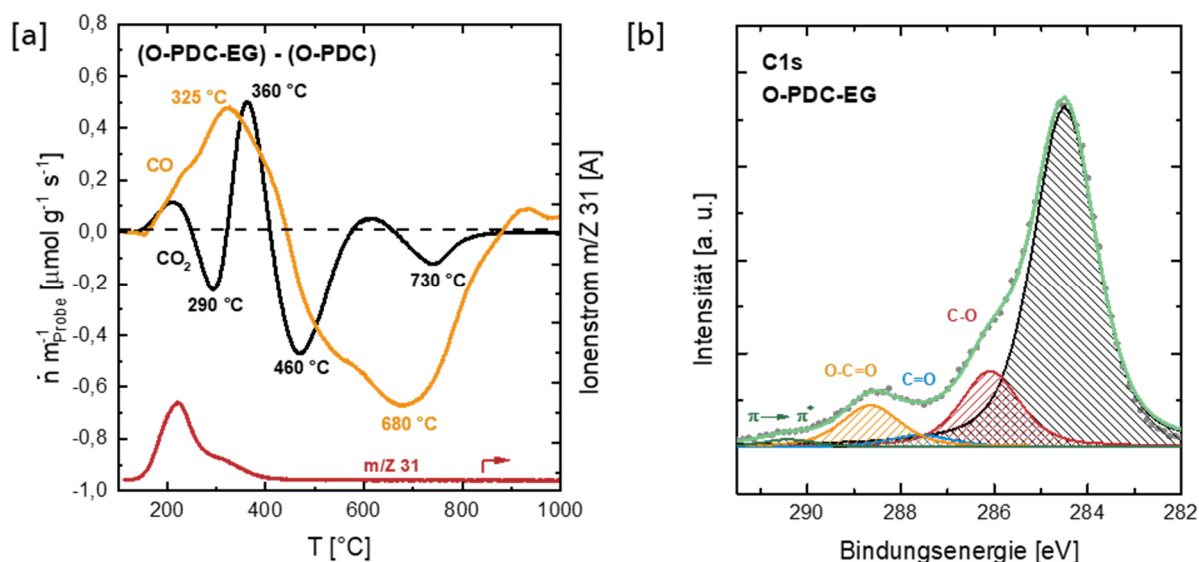 [a]
(O-PDC-EG) - (O-PDC)
0,8
0,6
0,4
0,2
0,0
-0,2
-0,4
-0,6
-0,8
-1,0
ṅ m⁻¹Probe [µmol g⁻¹ s⁻¹]
325 °C
360 °C
CO
CO₂
290 °C
460 °C
730 °C
680 °C
m/Z 31
200 400 600 800 1000
T [°C]
Ionenstrom m/Z 31 [A]
[b]
C1s
O-PDC-EG
Intensität [a. u.]
C-O
O-C=O
C=O
π → π*
290 288 286 284 282
Bindungsenergie [eV]